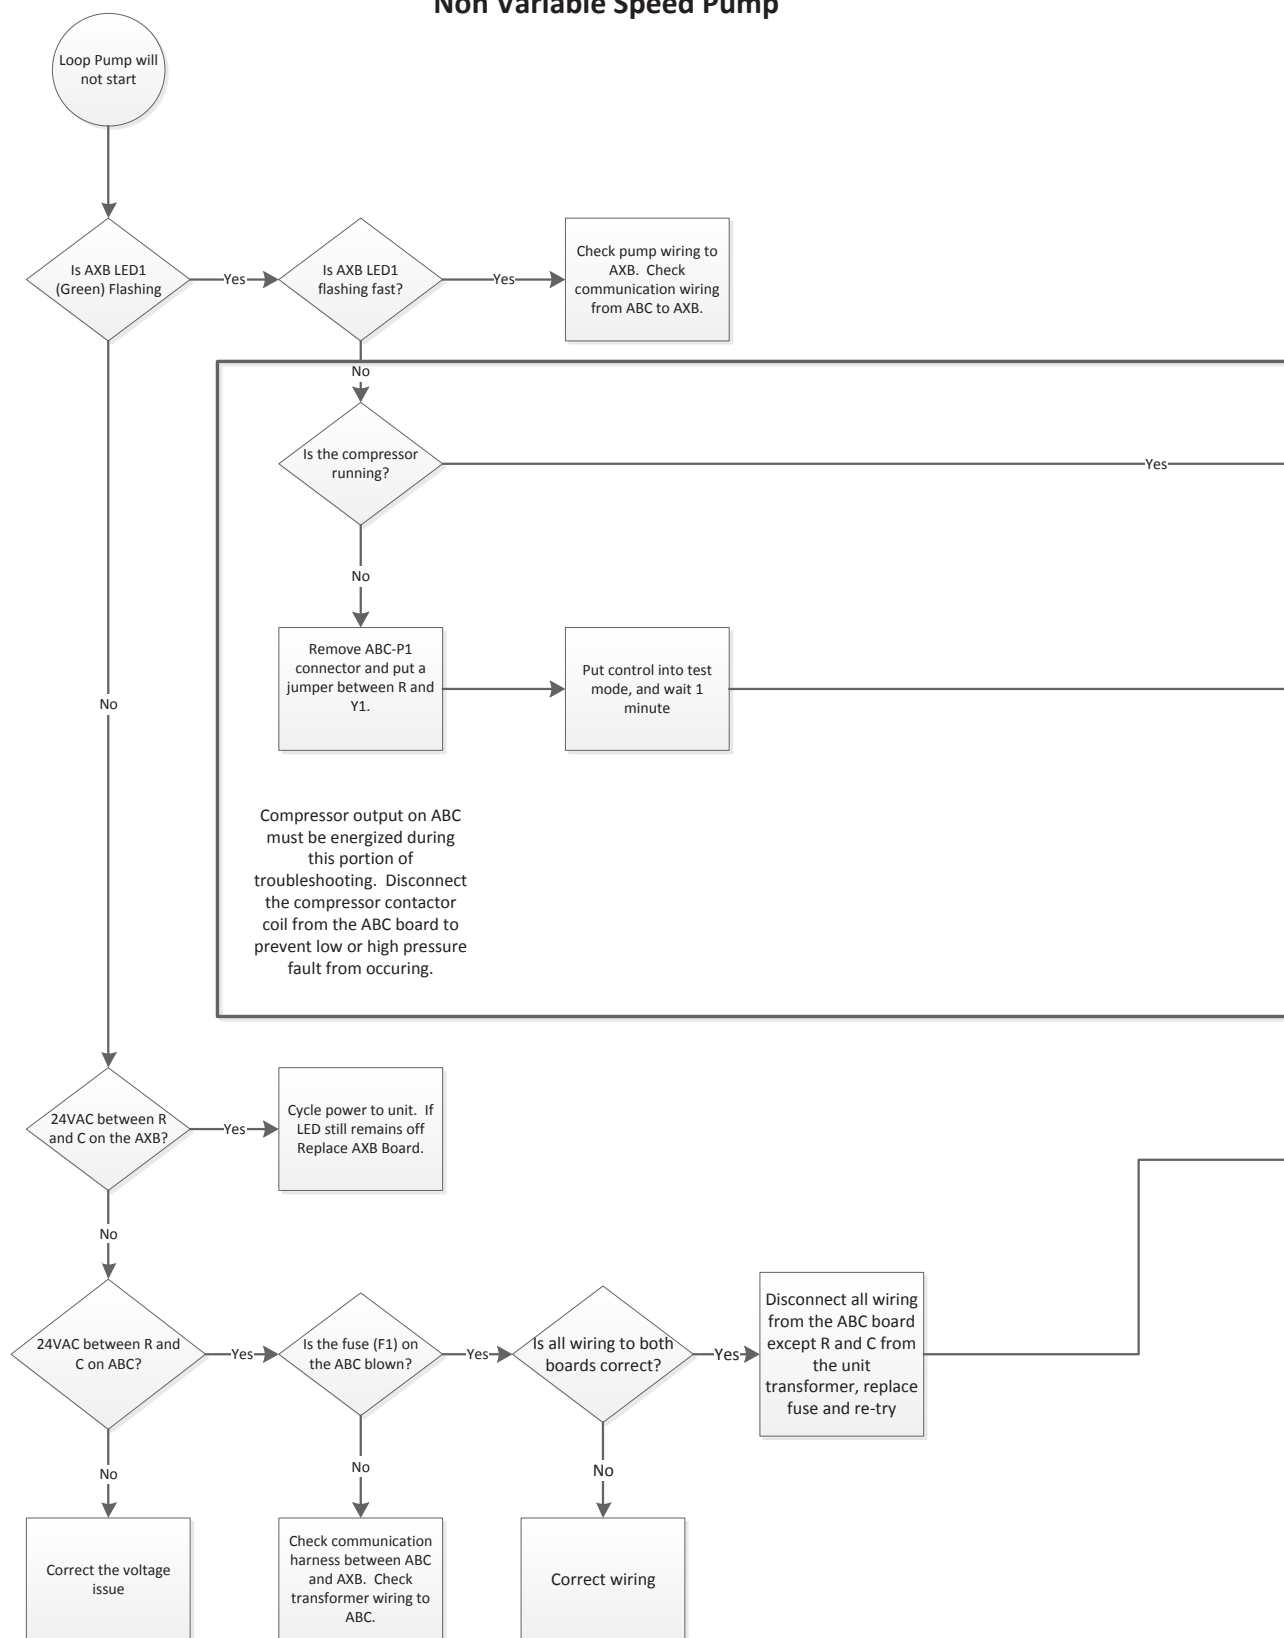 Non Variable Speed Pump
Loop Pump will
not start
Is AXB LED1
(Green) Flashing
Yes
Is AXB LED1
flashing fast?
Yes
Check pump wiring to
AXB. Check
communication wiring
from ABC to AXB.
No
Is the compressor
running?
Yes
No
Remove ABC-P1
connector and put a
jumper between R and
Y1.
Put control into test
mode, and wait 1
minute
No
Compressor output on ABC
must be energized during
this portion of
troubleshooting. Disconnect
the compressor contactor
coil from the ABC board to
prevent low or high pressure
fault from occuring.
24VAC between R
and C on the AXB?
Yes
Cycle power to unit. If
LED still remains off
Replace AXB Board.
No
24VAC between R and
C on ABC?
Yes
Is the fuse (F1) on
the ABC blown?
Yes
Is all wiring to both
boards correct?
Yes
Disconnect all wiring
from the ABC board
except R and C from
the unit
transformer, replace
fuse and re-try
No
No
No
Correct the voltage
issue
Check communication
harness between ABC
and AXB. Check
transformer wiring to
ABC.
Correct wiring